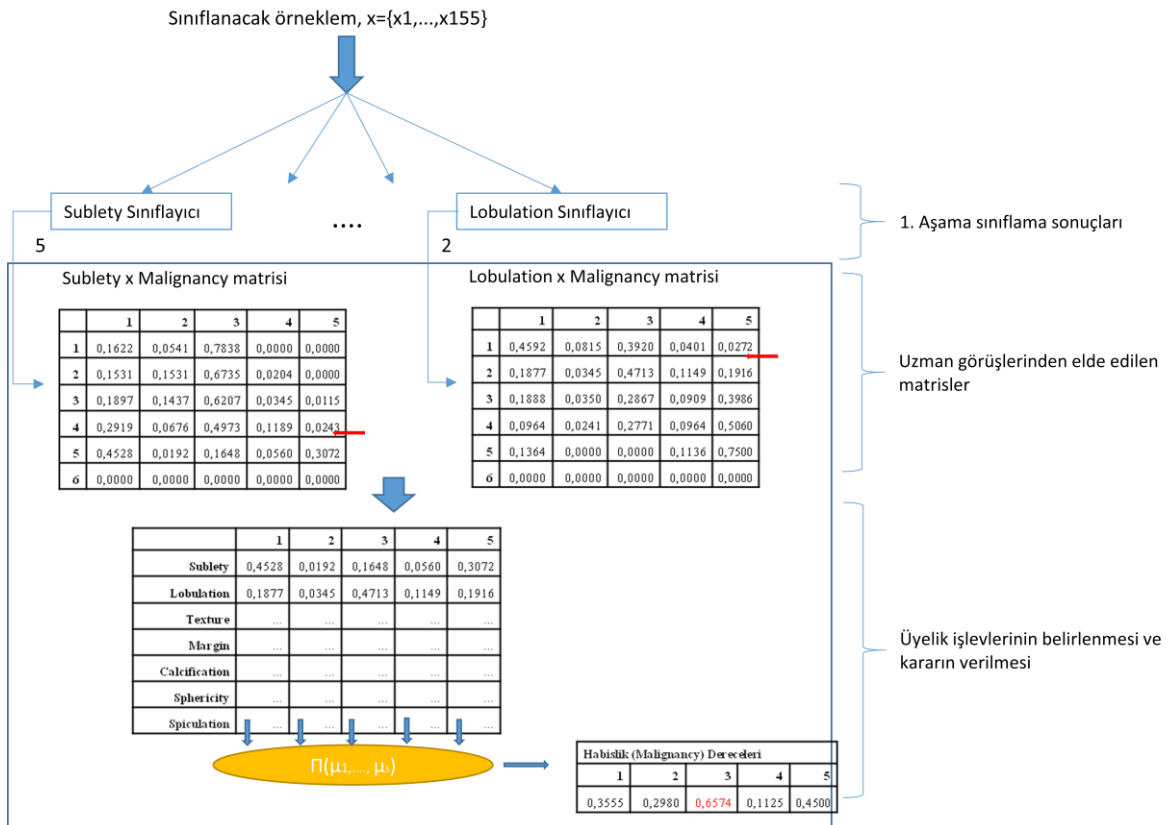 Sınıflanacak örneklem, x={x1,...,x155}
Sublety Sınıflayıcı
....
Lobulation Sınıflayıcı
1. Aşama sınıflama sonuçları
5
2
Sublety x Malignancy matrisi
1 2 3 4 5
1 0,1622 0,0541 0,7838 0,0000 0,0000
2 0,1531 0,1531 0,6735 0,0204 0,0000
3 0,1897 0,1437 0,6207 0,0345 0,0115
4 0,2919 0,0676 0,4973 0,1189 0,0243
5 0,4528 0,0192 0,1648 0,0560 0,3072
6 0,0000 0,0000 0,0000 0,0000 0,0000
Lobulation x Malignancy matrisi
1 2 3 4 5
1 0,4592 0,0815 0,3920 0,0401 0,0272
2 0,1877 0,0345 0,4713 0,1149 0,1916
3 0,1888 0,0350 0,2867 0,0909 0,3986
4 0,0964 0,0241 0,2771 0,0964 0,5060
5 0,1364 0,0000 0,0000 0,1136 0,7500
6 0,0000 0,0000 0,0000 0,0000 0,0000
Uzman görüşlerinden elde edilen
matrisler
1 2 3 4 5
Sublety 0,4528 0,0192 0,1648 0,0560 0,3072
Lobulation 0,1877 0,0345 0,4713 0,1149 0,1916
Texture ... ... ... ... ...
Margin ... ... ... ... ...
Calcification ... ... ... ... ...
Sphericity ... ... ... ... ...
Spiculation ... ... ... ... ...
Üyelik işlevlerinin belirlenmesi ve
kararın verilmesi
Π(μ1,...., μs)
Habislik (Malignancy) Dereceleri
1 2 3 4 5
0,3555 0,2980 0,6574 0,1125 0,4500